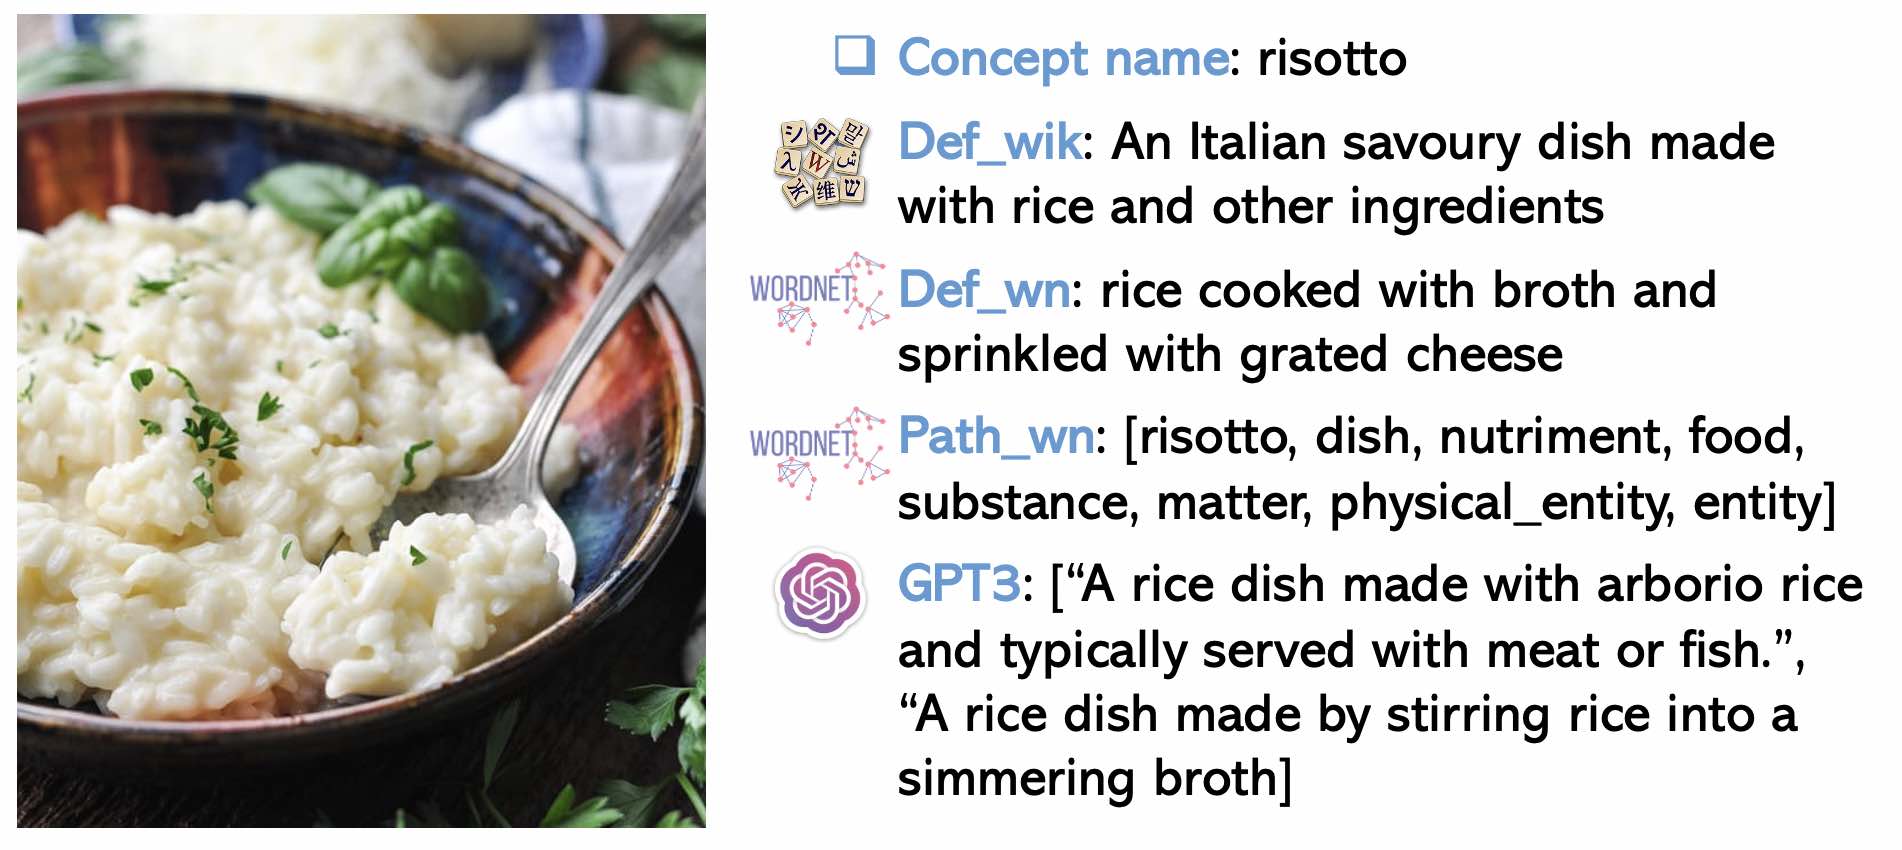 Concept name: risotto
Def_wik: An Italian savoury dish made
with rice and other ingredients
WORDNET
Def_wn: rice cooked with broth and
sprinkled with grated cheese
WORDNET
Path_wn: [risotto, dish, nutriment, food,
substance, matter, physical_entity, entity]
GPT3: [“A rice dish made with arborio rice
and typically served with meat or fish.”,
“A rice dish made by stirring rice into a
simmering broth]